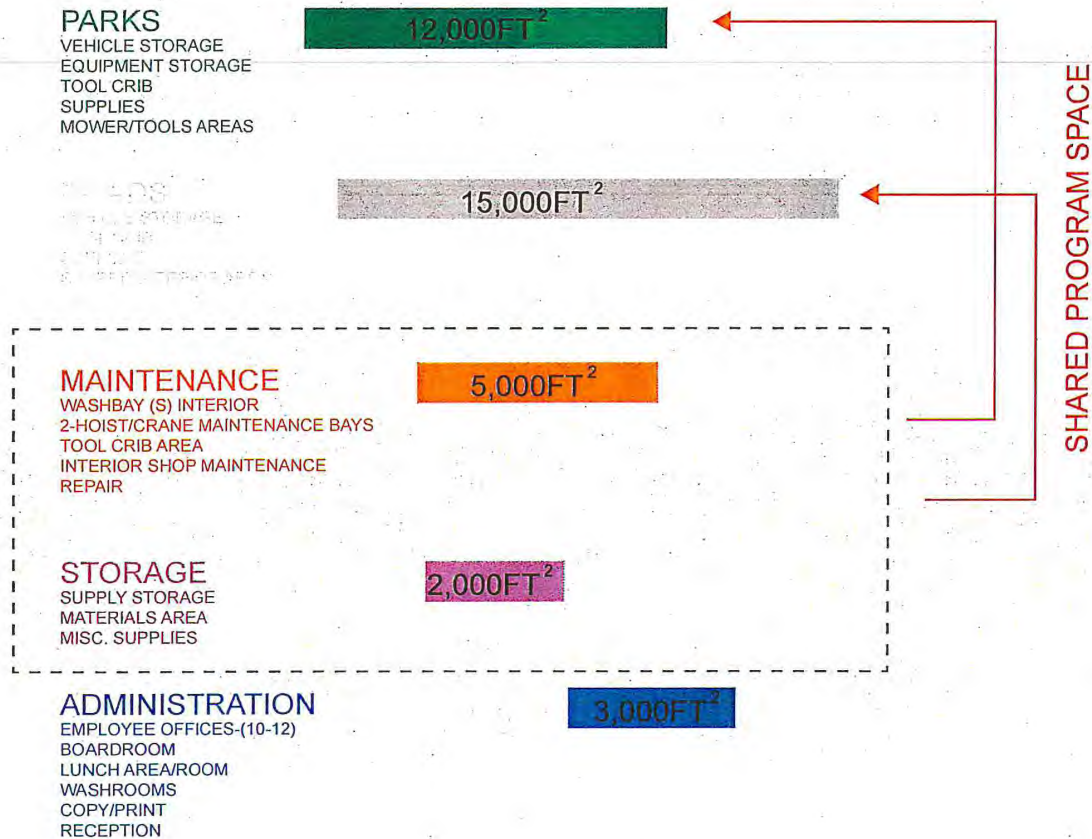 PARKS
VEHICLE STORAGE
EQUIPMENT STORAGE
TOOL CRIB
SUPPLIES
MOWER/TOOLS AREAS
12,000FT²
15,000FT²
MAINTENANCE
WASHBAY (S) INTERIOR
2-HOIST/CRANE MAINTENANCE BAYS
TOOL CRIB AREA
INTERIOR SHOP MAINTENANCE
REPAIR
5,000FT²
STORAGE
SUPPLY STORAGE
MATERIALS AREA
MISC. SUPPLIES
2,000FT²
ADMINISTRATION
EMPLOYEE OFFICES-(10-12)
BOARDROOM
LUNCH AREA/ROOM
WASHROOMS
COPY/PRINT
RECEPTION
3,000FT²
SHARED PROGRAM SPACE